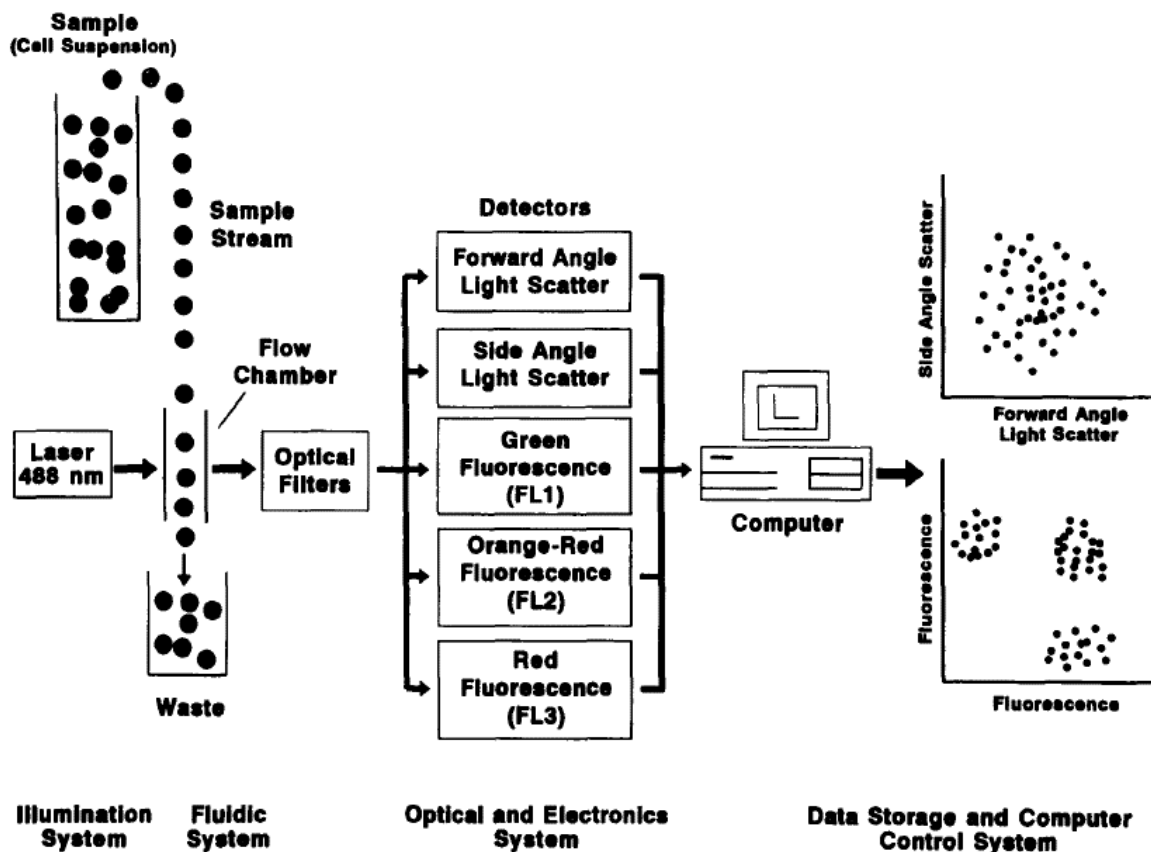 Sample
(Cell Suspension)
Sample
Stream
Flow
Chamber
Laser
488 nm
Optical
Filters
Waste
Detectors
Forward Angle
Light Scatter
Side Angle
Light Scatter
Green
Fluorescence
(FL1)
Orange-Red
Fluorescence
(FL2)
Red
Fluorescence
(FL3)
Computer
Side Angle Scatter
Forward Angle
Light Scatter
Fluorescence
Fluorescence
Illumination
System
Fluidic
System
Optical and Electronics
System
Data Storage and Computer
Control System